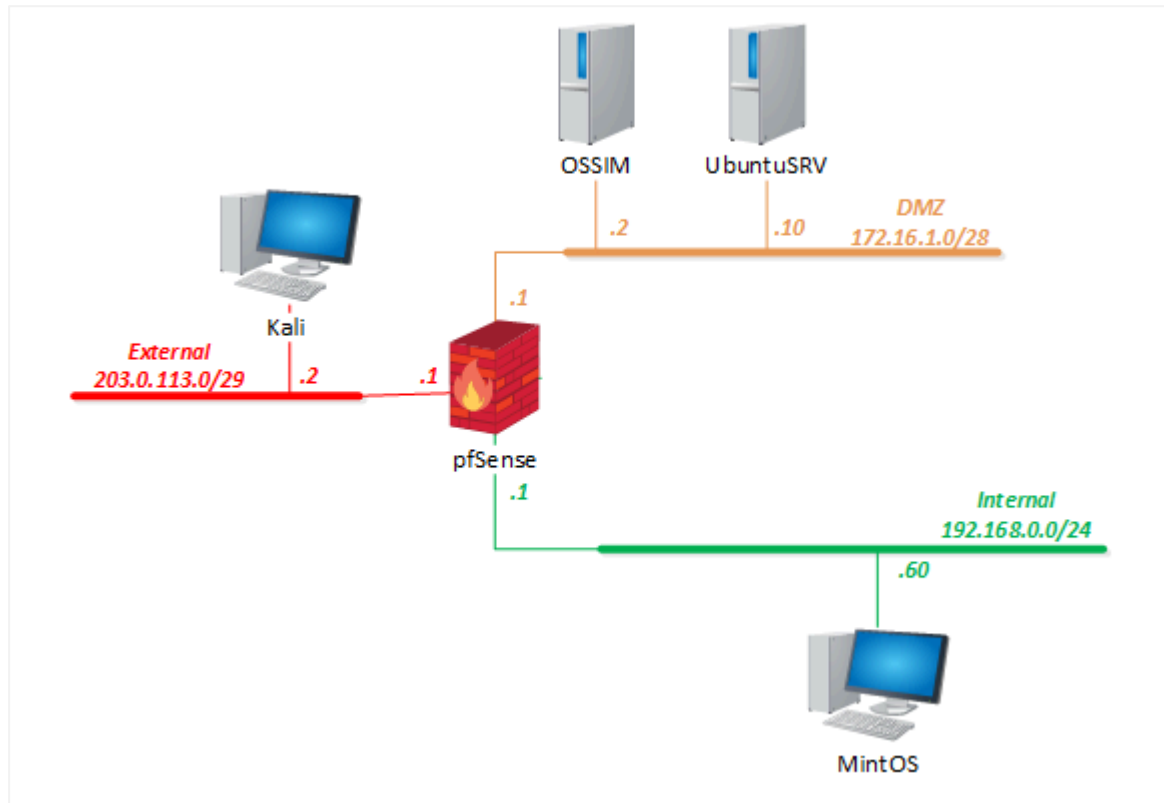 OSSIM
UbuntuSRV
.2
.10
DMZ
172.16.1.0/28
.1
Kali
External
203.0.113.0/29
.2
.1
pfSense
.1
Internal
192.168.0.0/24
.60
MintOS